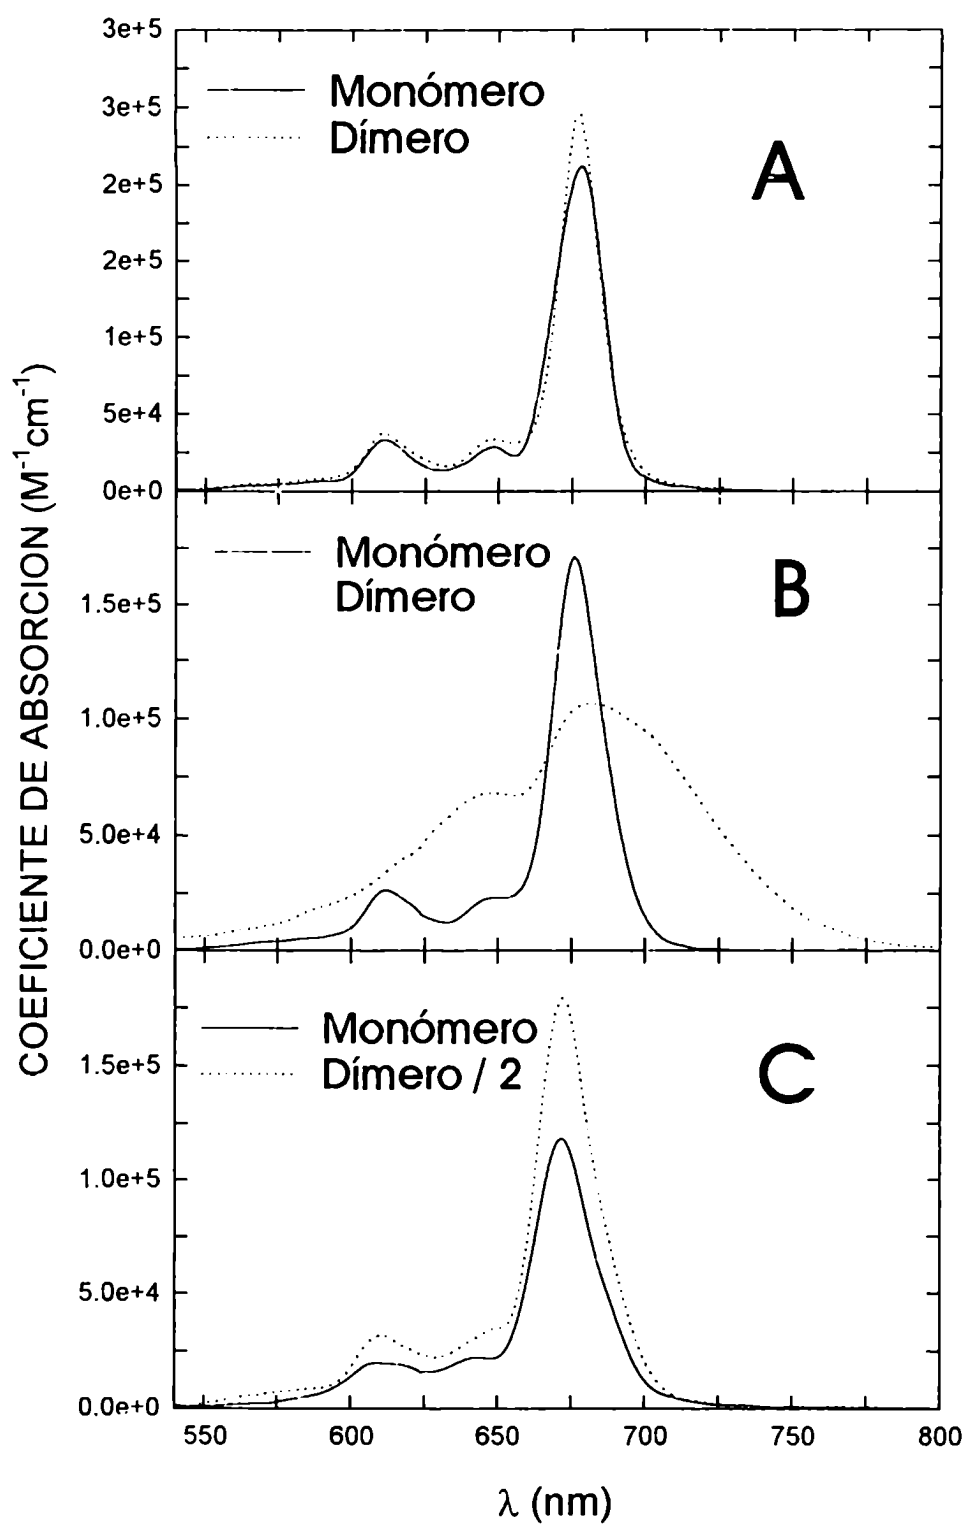 COEFICIENTE DE ABSORCION (M⁻¹cm⁻¹)
3e+5
3e+5
2e+5
2e+5
1e+5
5e+4
0e+0
Monómero
Dímero
A
1.5e+5
1.0e+5
5.0e+4
0.0e+0
Monómero
Dímero
B
1.5e+5
1.0e+5
5.0e+4
0.0e+0
Monómero
Dímero / 2
C
550 600 650 700 750 800
λ (nm)